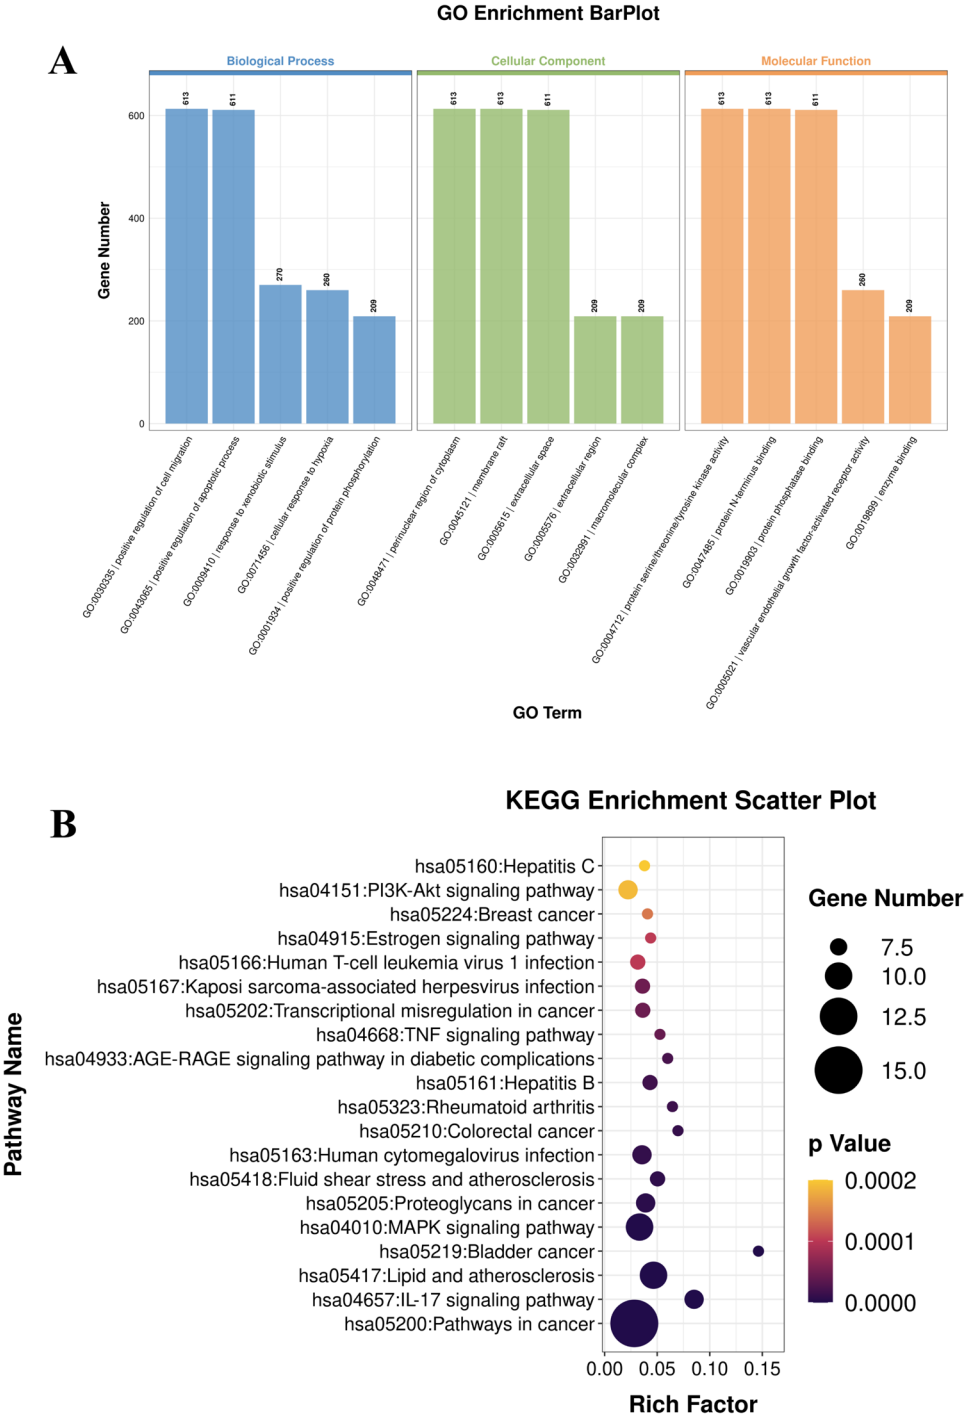 GO Enrichment BarPlot
A
Biological Process
Cellular Component
Molecular Function
613
611
270
260
209
613
613
611
209
209
613
613
611
260
209
600
400
200
0
Gene Number
GO:0030335 | positive regulation of cell migration
GO:0043065 | positive regulation of apoptotic process
GO:0009410 | response to xenobiotic stimulus
GO:0071456 | cellular response to hypoxia
GO:0001934 | positive regulation of protein phosphorylation
GO:0048471 | perinuclear region of cytoplasm
GO:0045121 | membrane raft
GO:0005615 | extracellular space
GO:0005576 | extracellular region
GO:0032991 | macromolecular complex
GO:0004712 | protein serine/threonine/tyrosine kinase activity
GO:0047485 | protein N-terminus binding
GO:0019903 | protein phosphatase binding
GO:0005021 | vascular endothelial growth factor-activated receptor activity
GO:0019899 | enzyme binding
GO Term
B
KEGG Enrichment Scatter Plot
Pathway Name
hsa05160:Hepatitis C
hsa04151:PI3K-Akt signaling pathway
hsa05224:Breast cancer
hsa04915:Estrogen signaling pathway
hsa05166:Human T-cell leukemia virus 1 infection
hsa05167:Kaposi sarcoma-associated herpesvirus infection
hsa05202:Transcriptional misregulation in cancer
hsa04668:TNF signaling pathway
hsa04933:AGE-RAGE signaling pathway in diabetic complications
hsa05161:Hepatitis B
hsa05323:Rheumatoid arthritis
hsa05210:Colorectal cancer
hsa05163:Human cytomegalovirus infection
hsa05418:Fluid shear stress and atherosclerosis
hsa05205:Proteoglycans in cancer
hsa04010:MAPK signaling pathway
hsa05219:Bladder cancer
hsa05417:Lipid and atherosclerosis
hsa04657:IL-17 signaling pathway
hsa05200:Pathways in cancer
0.00 0.05 0.10 0.15
Rich Factor
Gene Number
7.5
10.0
12.5
15.0
p Value
0.0002
0.0001
0.0000